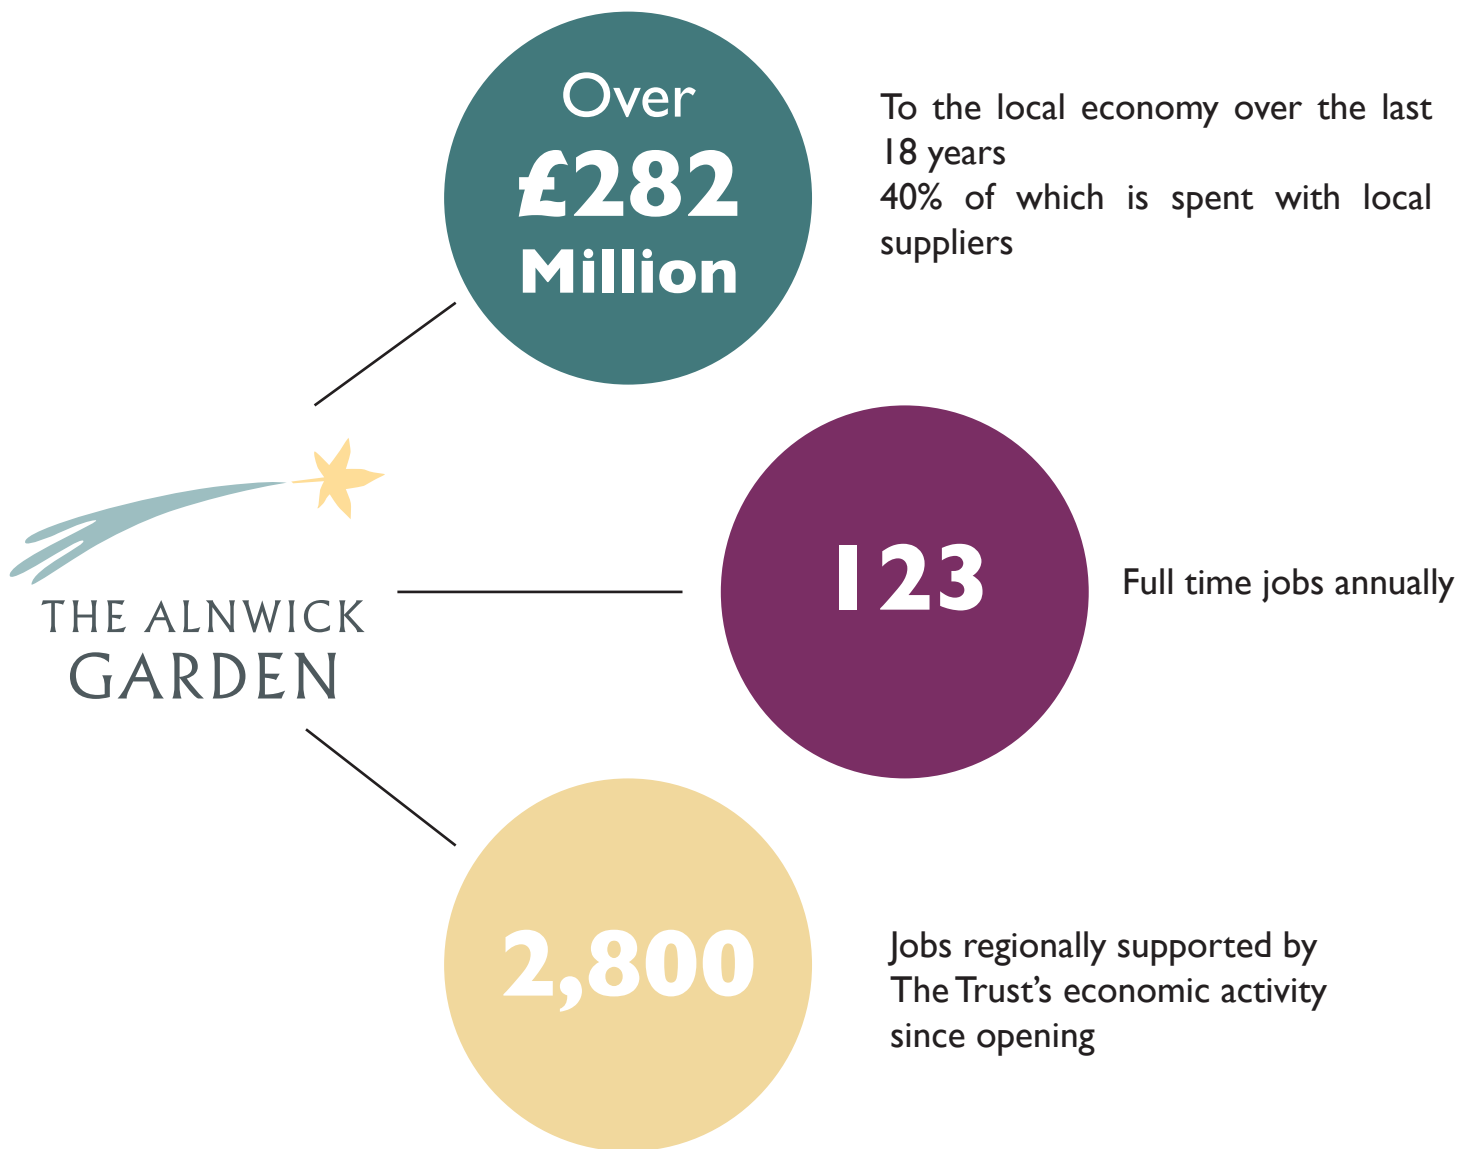 Over
£282
Million
To the local economy over the last
18 years
40% of which is spent with local
suppliers
THE ALNWICK
GARDEN
123
Full time jobs annually
2,800
Jobs regionally supported by
The Trust’s economic activity
since opening